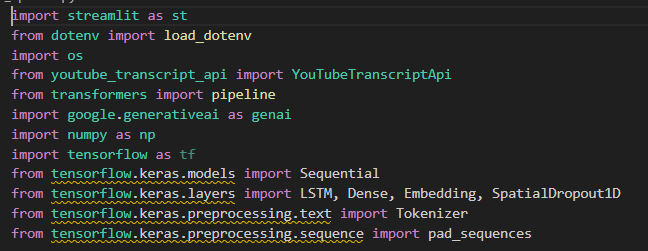 import streamlit as st
from dotenv import load_dotenv
import os
from youtube_transcript_api import YouTubeTranscriptApi
from transformers import pipeline
import google.generativeai as genai
import numpy as np
import tensorflow as tf
from tensorflow.keras.models import Sequential
from tensorflow.keras.layers import LSTM, Dense, Embedding, SpatialDropout1D
from tensorflow.keras.preprocessing.text import Tokenizer
from tensorflow.keras.preprocessing.sequence import pad_sequences